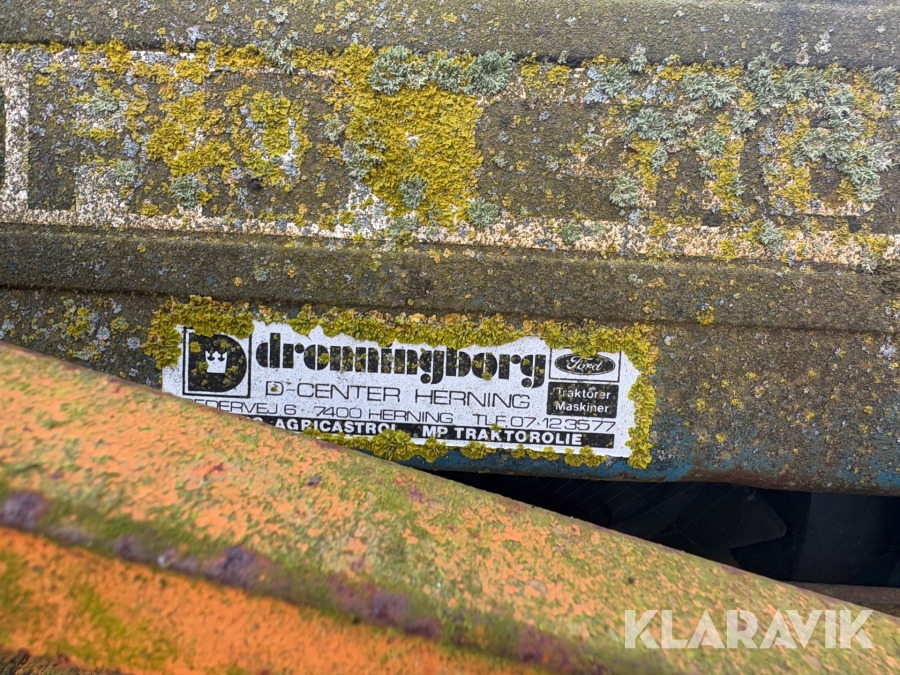 D dronningborg
Ford
D-CENTER HERNING
Traktorer
Maskiner
7400 HERNING TLF. 07-123577
AGRICASTROL MP TRAKTOROLIE
KLARAVIK